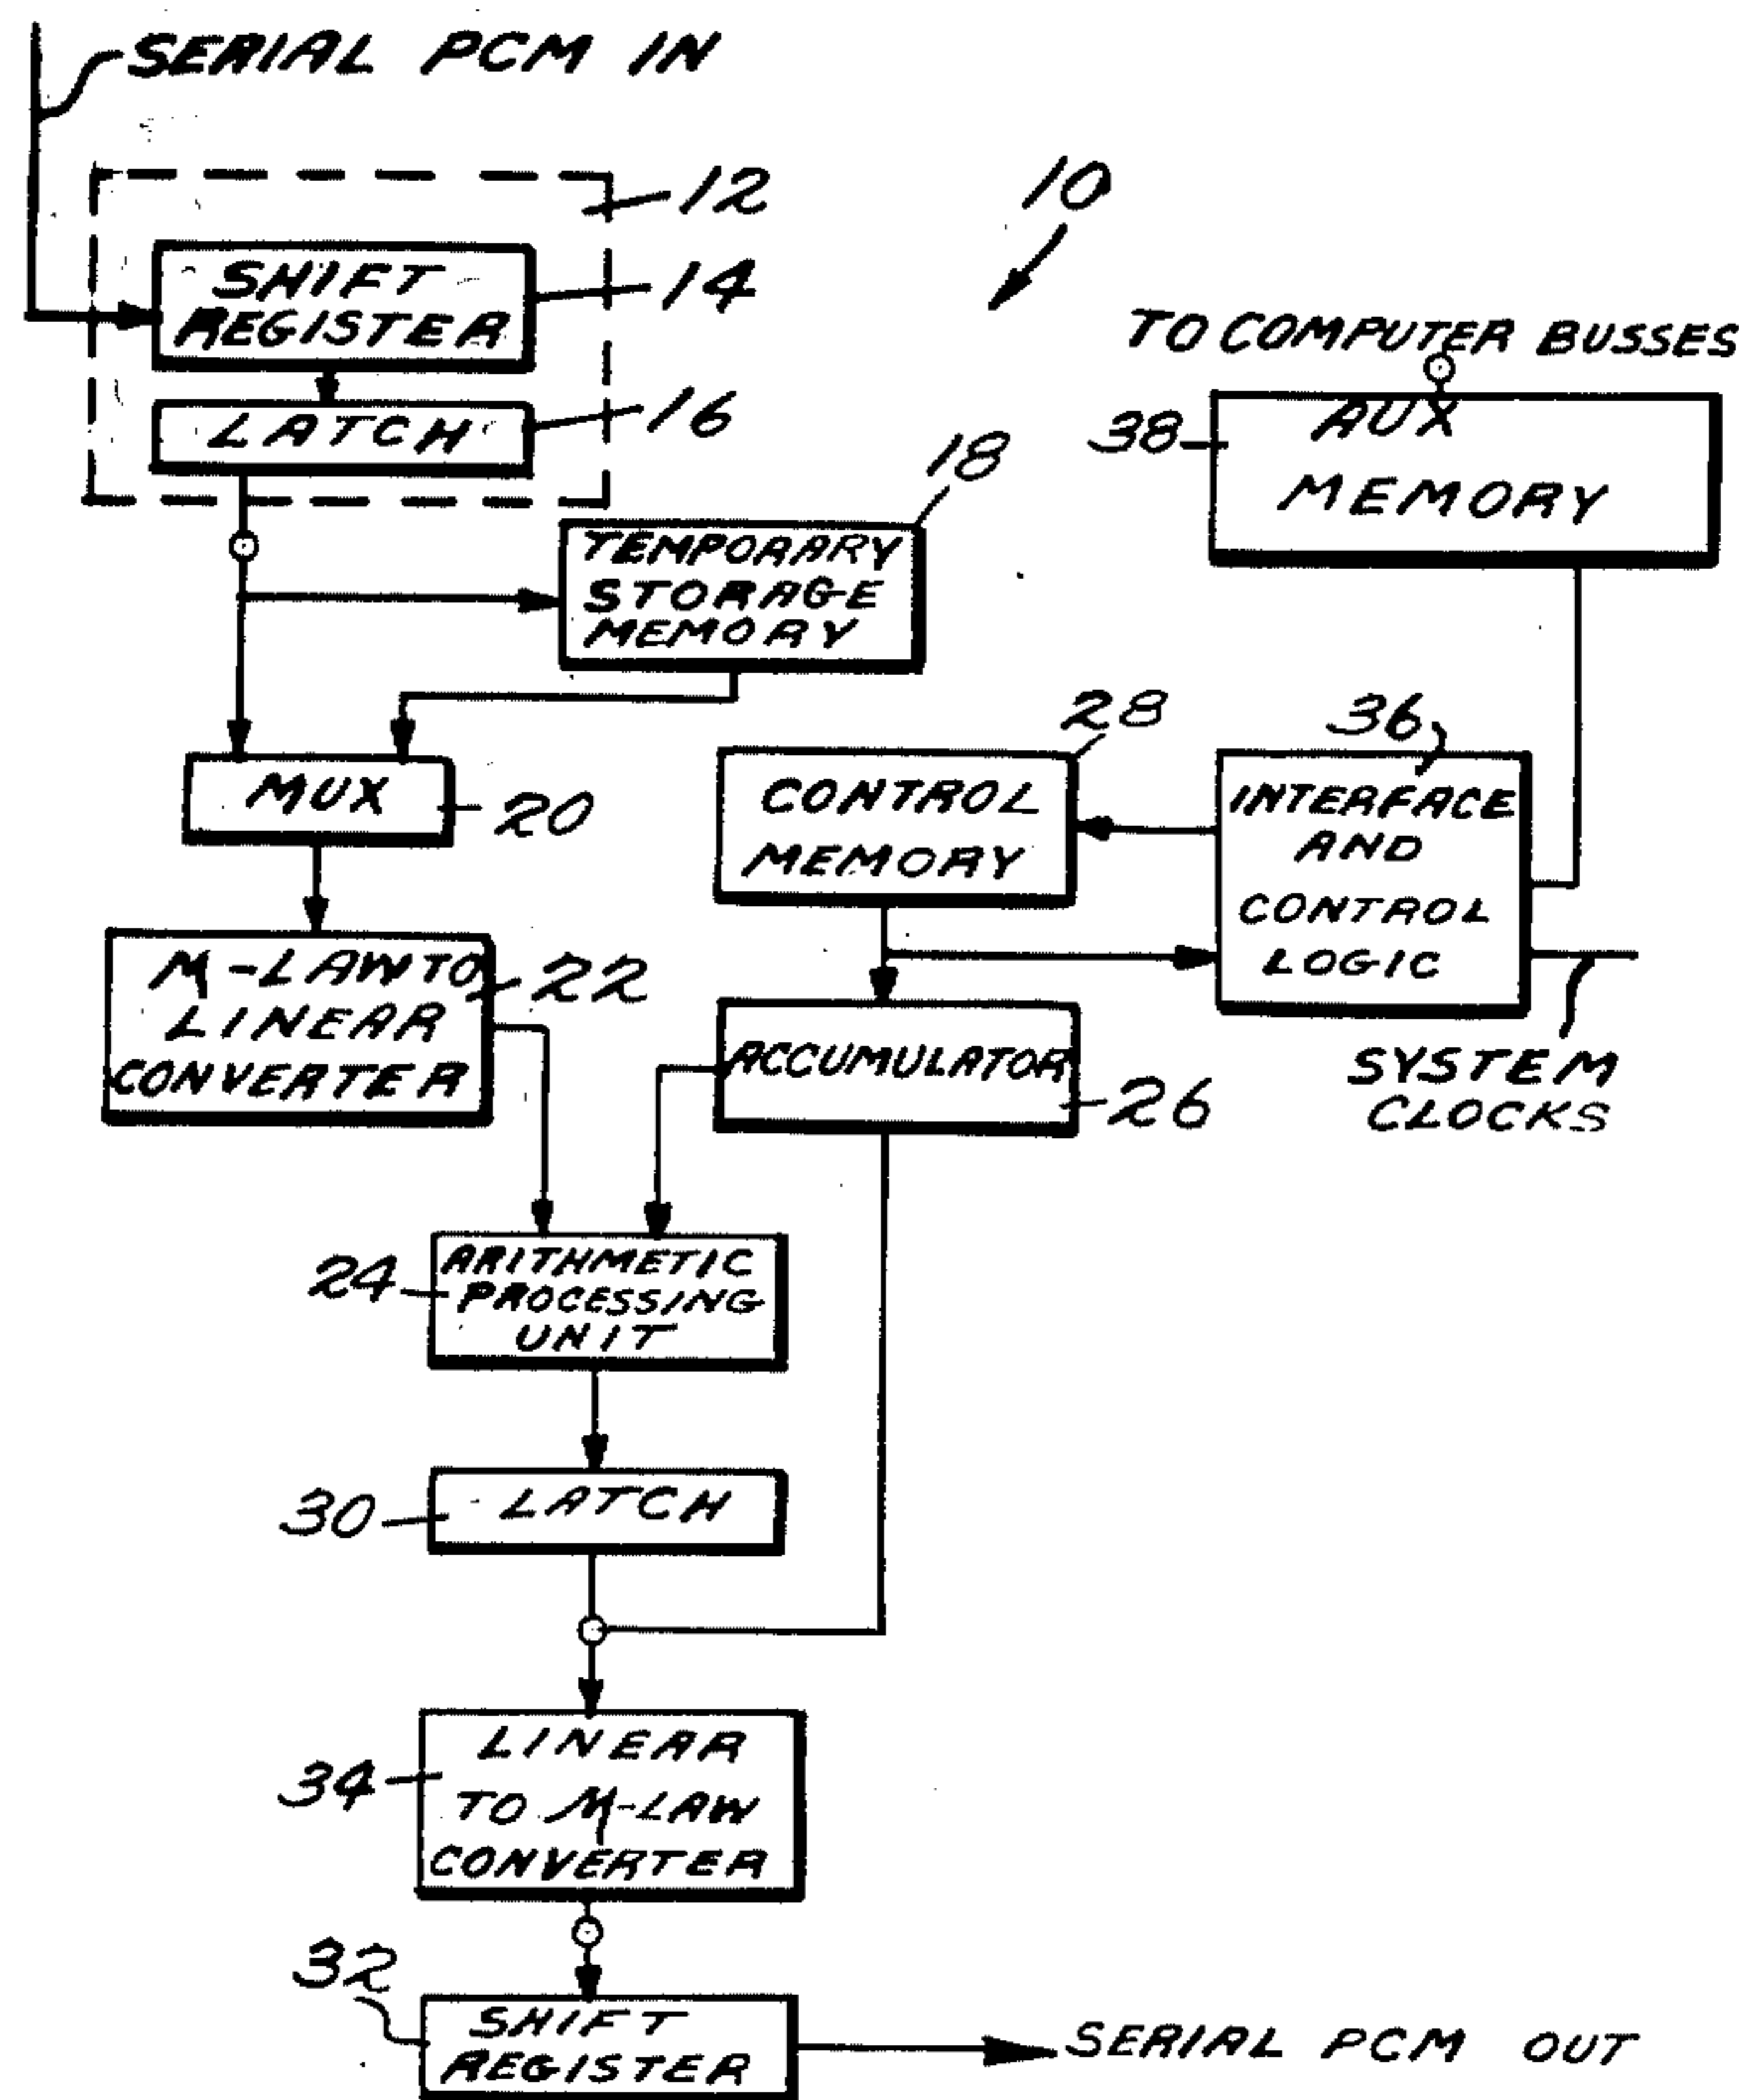 SERIAL PCM IN
12
10
SHIFT
REGISTER
14
TO COMPUTER BUSSES
LATCH
16
38
AUX
MEMORY
18
TEMPORARY
STORAGE
MEMORY
28
36
MUX
20
CONTROL
MEMORY
INTERFACE
AND
CONTROL
LOGIC
μ-LAW TO
LINEAR
CONVERTER
22
ACCUMULATOR
26
SYSTEM
CLOCKS
24
ARITHMETIC
PROCESSING
UNIT
30
LATCH
34
LINEAR
TO μ-LAW
CONVERTER
32
SHIFT
REGISTER
SERIAL PCM OUT